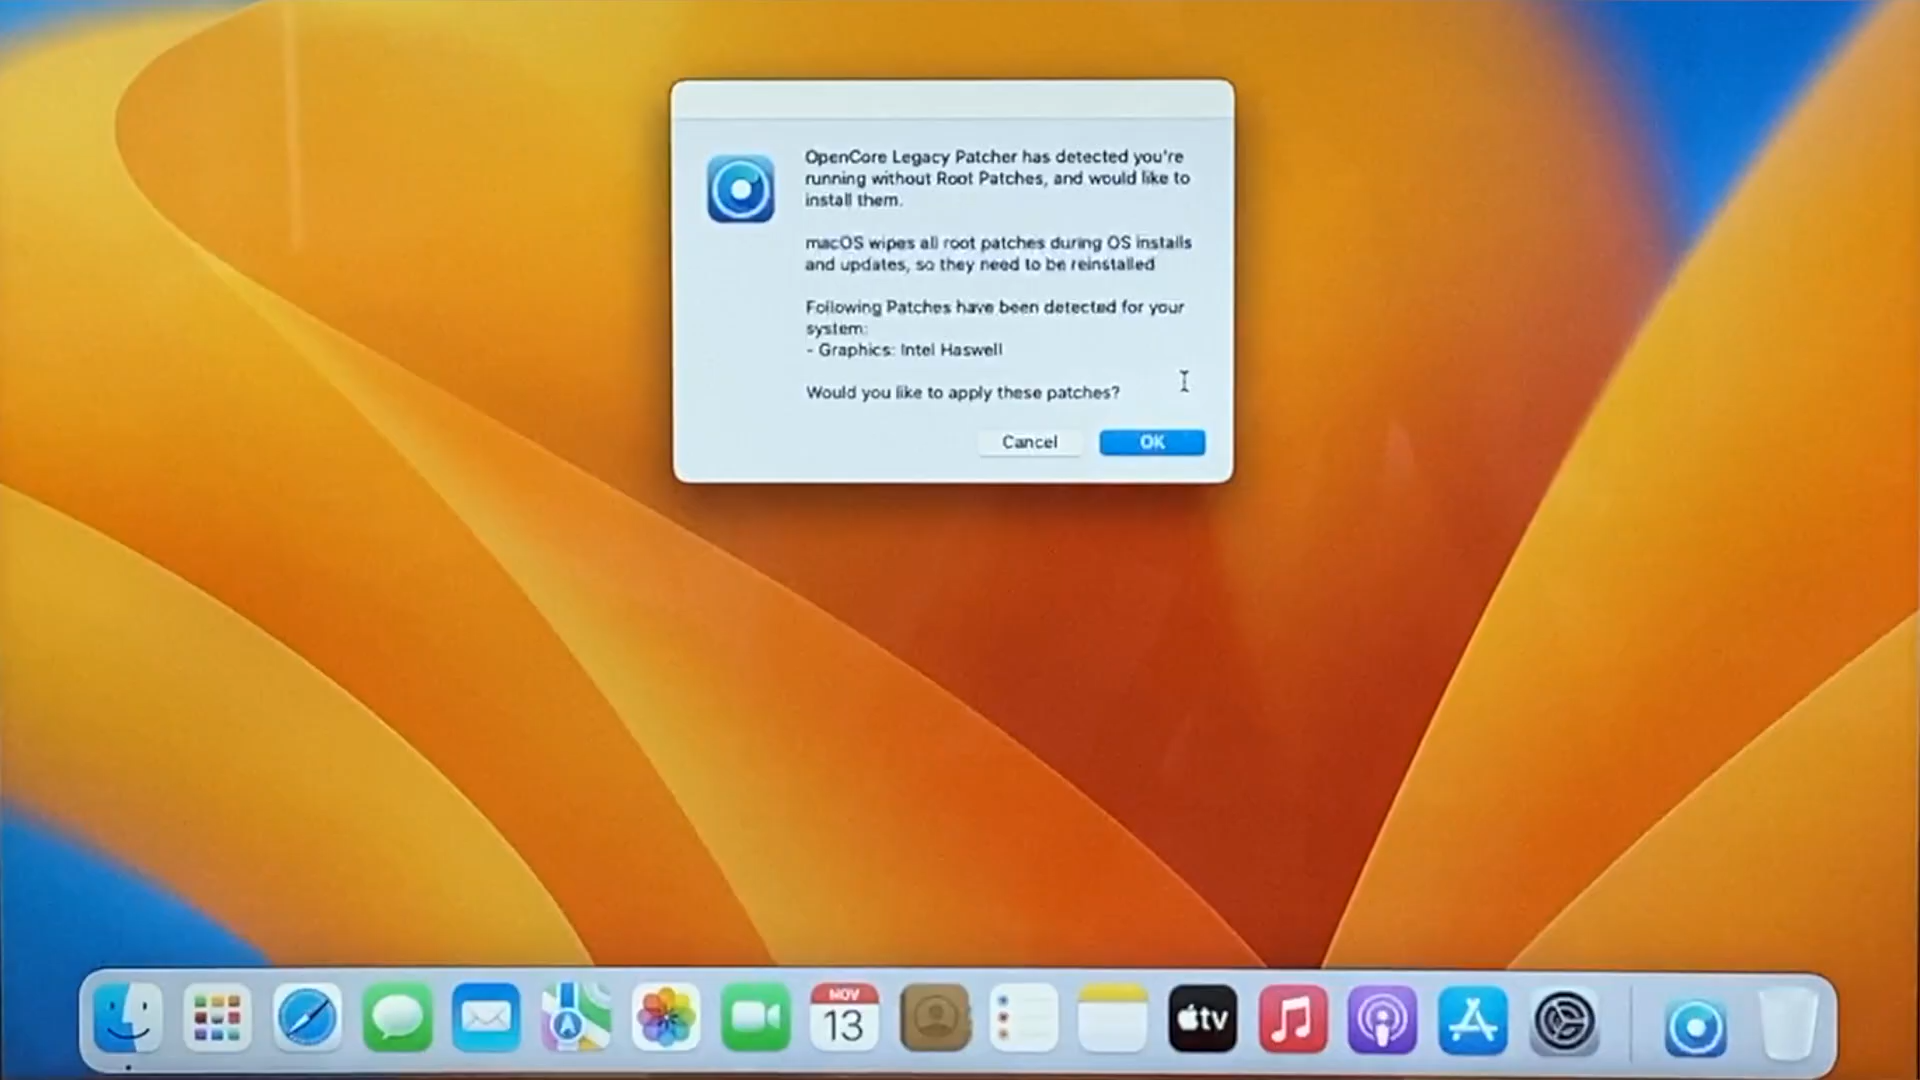 OpenCore Legacy Patcher has detected you're
running without Root Patches, and would like to
install them.
macOS wipes all root patches during OS installs
and updates, so they need to be reinstalled
Following Patches have been detected for your
system:
- Graphics: Intel Haswell
Would you like to apply these patches?
Cancel
OK
NOV
13
tv